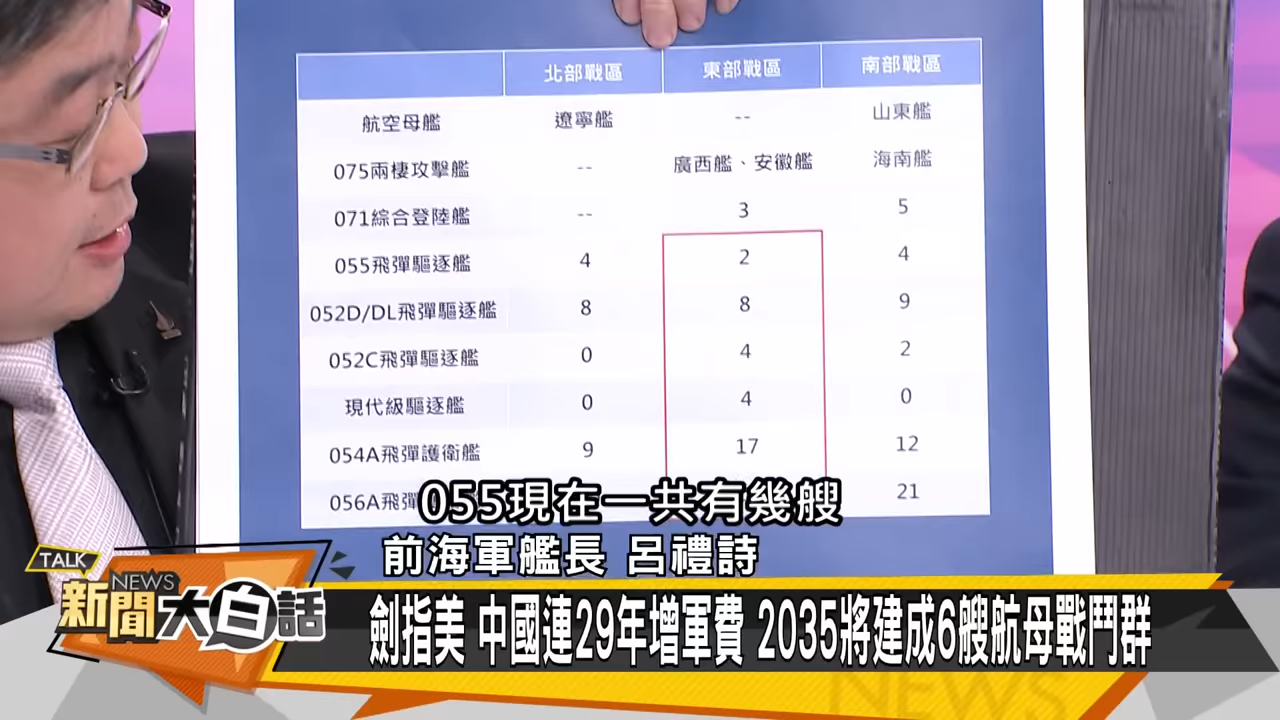 北部戰區 東部戰區 南部戰區
航空母艦 遼寧艦 -- 山東艦
075兩棲攻擊艦 -- 廣西艦、安徽艦 海南艦
071綜合登陸艦 -- 3 5
055飛彈驅逐艦 4 2 4
052D/DL飛彈驅逐艦 8 8 9
052C飛彈驅逐艦 0 4 2
現代級驅逐艦 0 4 0
054A飛彈護衛艦 9 17 12
056A飛彈 21
055現在一共有幾艘
前海軍艦長 呂禮詩
TALK
NEWS
新聞大白話
劍指美 中國連29年增軍費 2035將建成6艘航母戰鬥群
NEWS